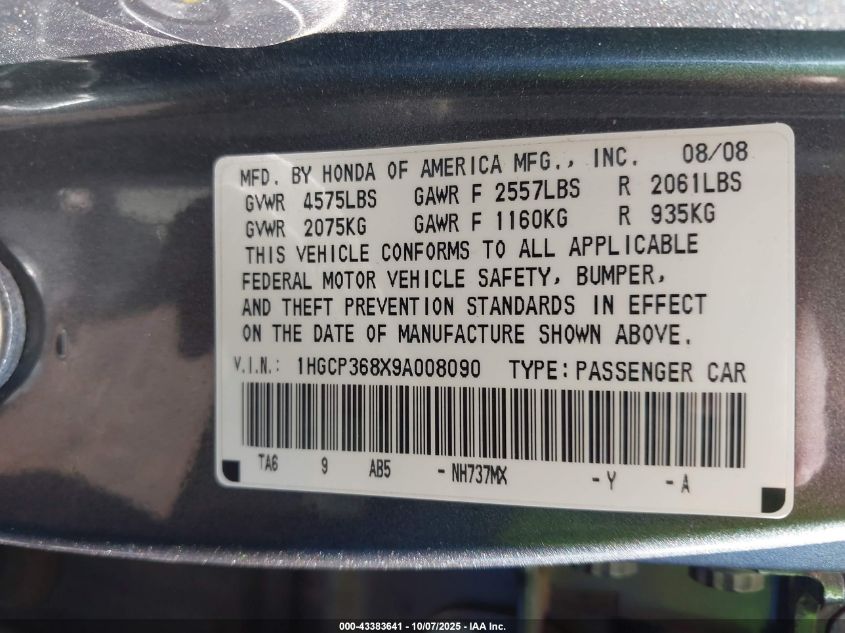 MFD. BY HONDA OF AMERICA MFG., INC. 08/08
GVWR 4575LBS GAWR F 2557LBS R 2061LBS
GVWR 2075KG GAWR F 1160KG R 935KG
THIS VEHICLE CONFORMS TO ALL APPLICABLE
FEDERAL MOTOR VEHICLE SAFETY, BUMPER,
AND THEFT PREVENTION STANDARDS IN EFFECT
ON THE DATE OF MANUFACTURE SHOWN ABOVE.
V.I.N.: 1HGCP368X9A008090 TYPE: PASSENGER CAR
TA6 9 AB5 -NH737MX -Y -A
000-43383641 - 10/07/2025 - IAA Inc.